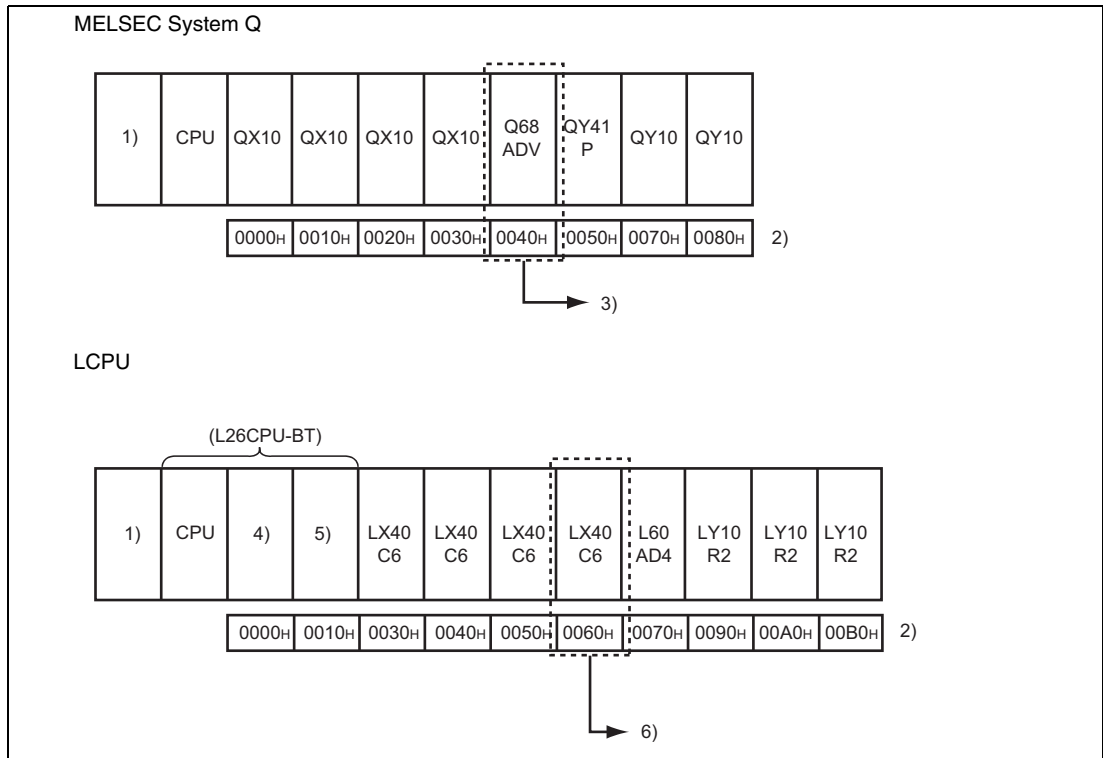 MELSEC System Q
1) CPU QX10 QX10 QX10 QX10 Q68 ADV QY41 P QY10 QY10
0000H 0010H 0020H 0030H 0040H 0050H 0070H 0080H 2)
3)
LCPU
(L26CPU-BT)
1) CPU 4) 5) LX40 C6 LX40 C6 LX40 C6 LX40 C6 L60 AD4 LY10 R2 LY10 R2 LY10 R2
0000H 0010H 0030H 0040H 0050H 0060H 0070H 0090H 00A0H 00B0H 2)
6)